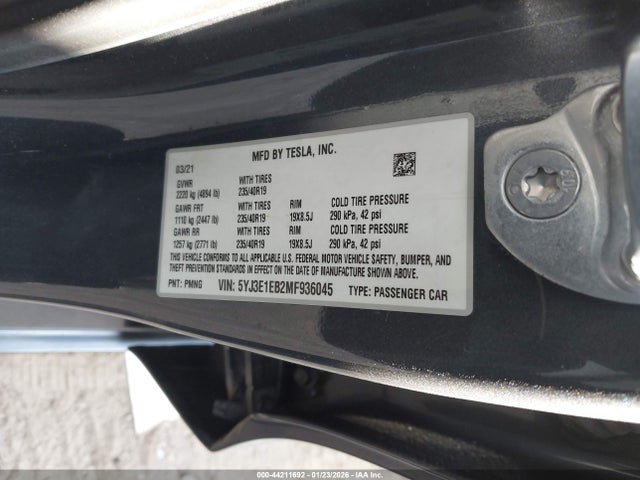 MFD BY TESLA, INC.
03/21
GVWR WITH TIRES
2220 kg (4894 lb) 235/40R19
GAWR FRT WITH TIRES RIM COLD TIRE PRESSURE
1110 kg (2447 lb) 235/40R19 19X8.5J 290 kPa, 42 psi
GAWR RR WITH TIRES RIM COLD TIRE PRESSURE
1257 kg (2771 lb) 235/40R19 19X8.5J 290 kPa, 42 psi
THIS VEHICLE CONFORMS TO ALL APPLICABLE U.S. FEDERAL MOTOR VEHICLE SAFETY, BUMPER, AND
THEFT PREVENTION STANDARDS IN EFFECT ON THE DATE OF MANUFACTURE SHOWN ABOVE.
PNT: PMNG VIN: 5YJ3E1EB2MF936045 TYPE: PASSENGER CAR
000-44211692 | 01/23/2026 | IAAI.COM